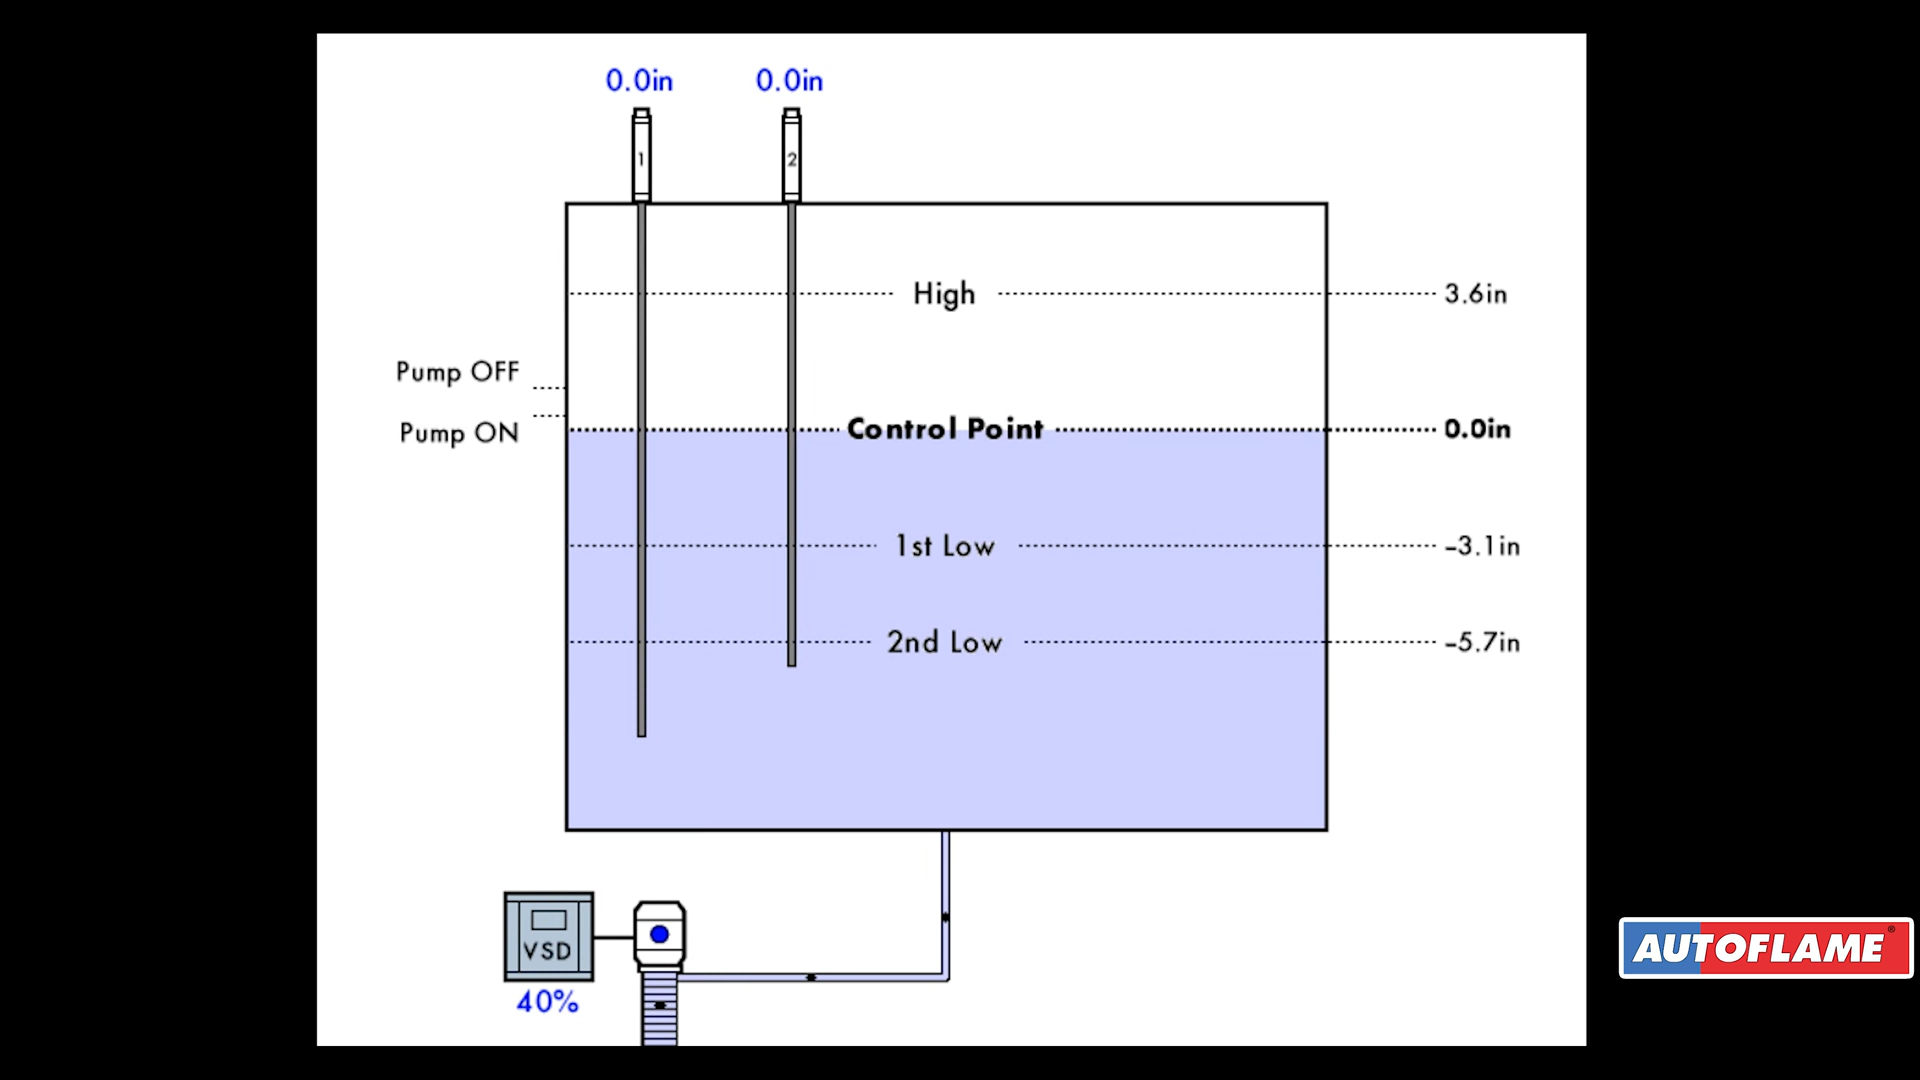 0.0in 0.0in
1 2
High 3.6in
Pump OFF
Control Point 0.0in
Pump ON
1st Low -3.1in
2nd Low -5.7in
VSD
AUTOFLAME®
40%